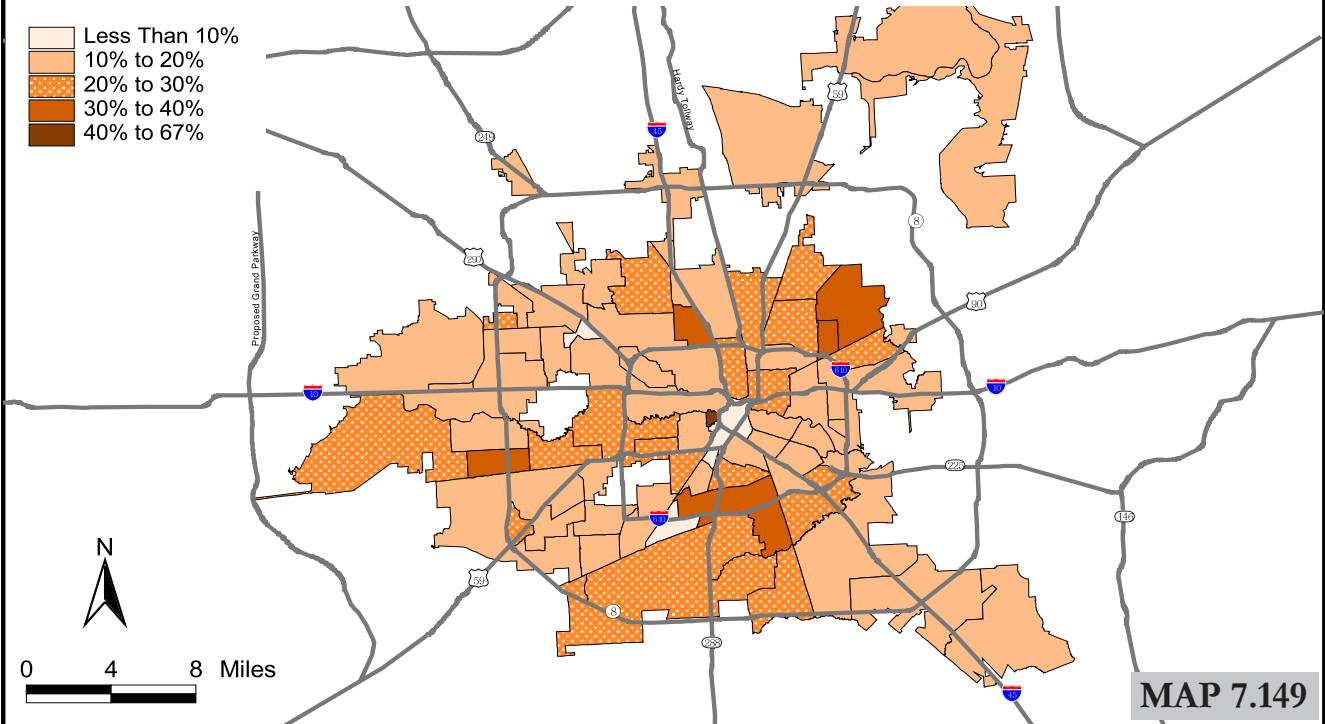 Less Than 10%
10% to 20%
20% to 30%
30% to 40%
40% to 67%
Hardy Tollway
59
45
249
8
290
Proposed Grand Parkway
90
610
10
10
225
146
610
N
59
8
288
0 4 8 Miles
45
MAP 7.149